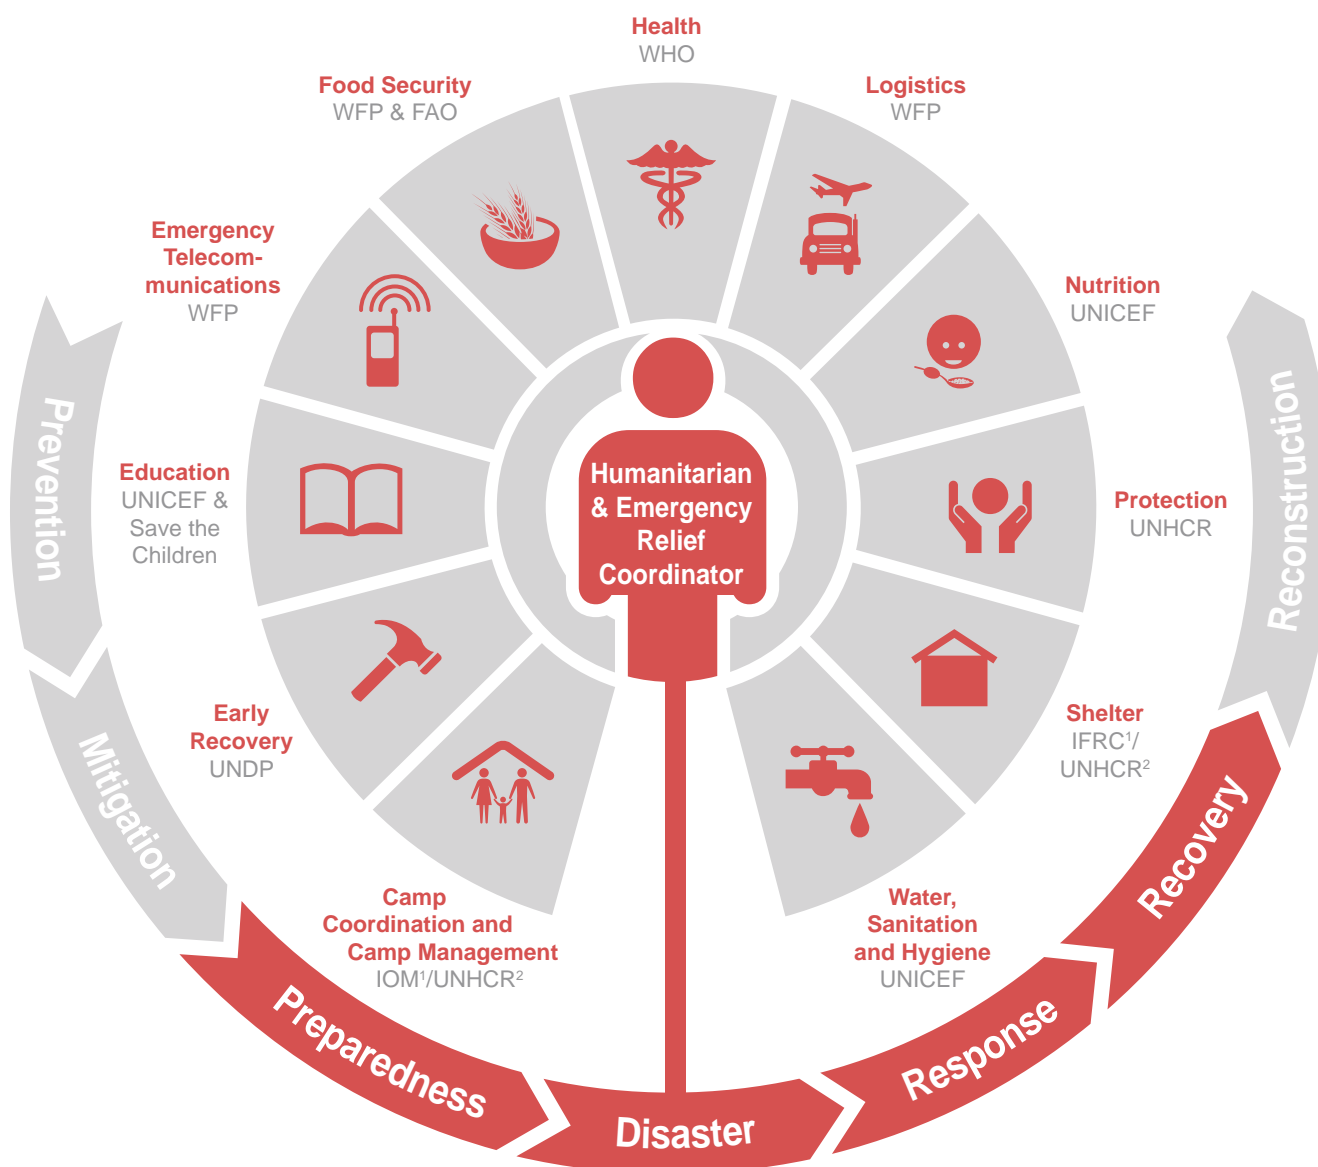 Health
WHO
Food Security
WFP & FAO
Logistics
WFP
Emergency
Telecom-
munications
WFP
Nutrition
UNICEF
Education
UNICEF &
Save the
Children
Protection
UNHCR
Humanitarian
& Emergency
Relief
Coordinator
Early
Recovery
UNDP
Shelter
IFRC¹/
UNHCR²
Camp
Coordination and
Camp Management
IOM¹/UNHCR²
Water,
Sanitation
and Hygiene
UNICEF
Prevention
Mitigation
Preparedness
Disaster
Response
Recovery
Reconstruction